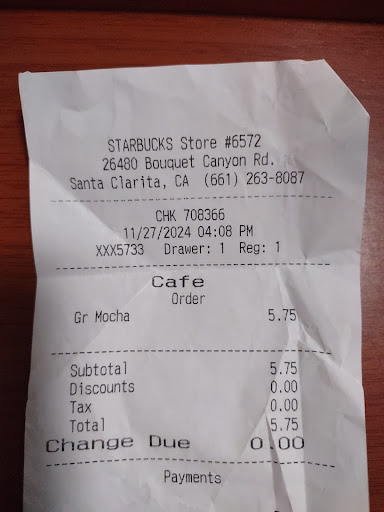 STARBUCKS Store #6572
26480 Bouquet Canyon Rd.
Santa Clarita, CA (661) 263-8087
CHK 708366
11/27/2024 04:08 PM
XXX5733 Drawer: 1 Reg: 1
Cafe
Order
Gr Mocha 5.75
Subtotal 5.75
Discounts 0.00
Tax 0.00
Total 5.75
Change Due 0.00
Payments